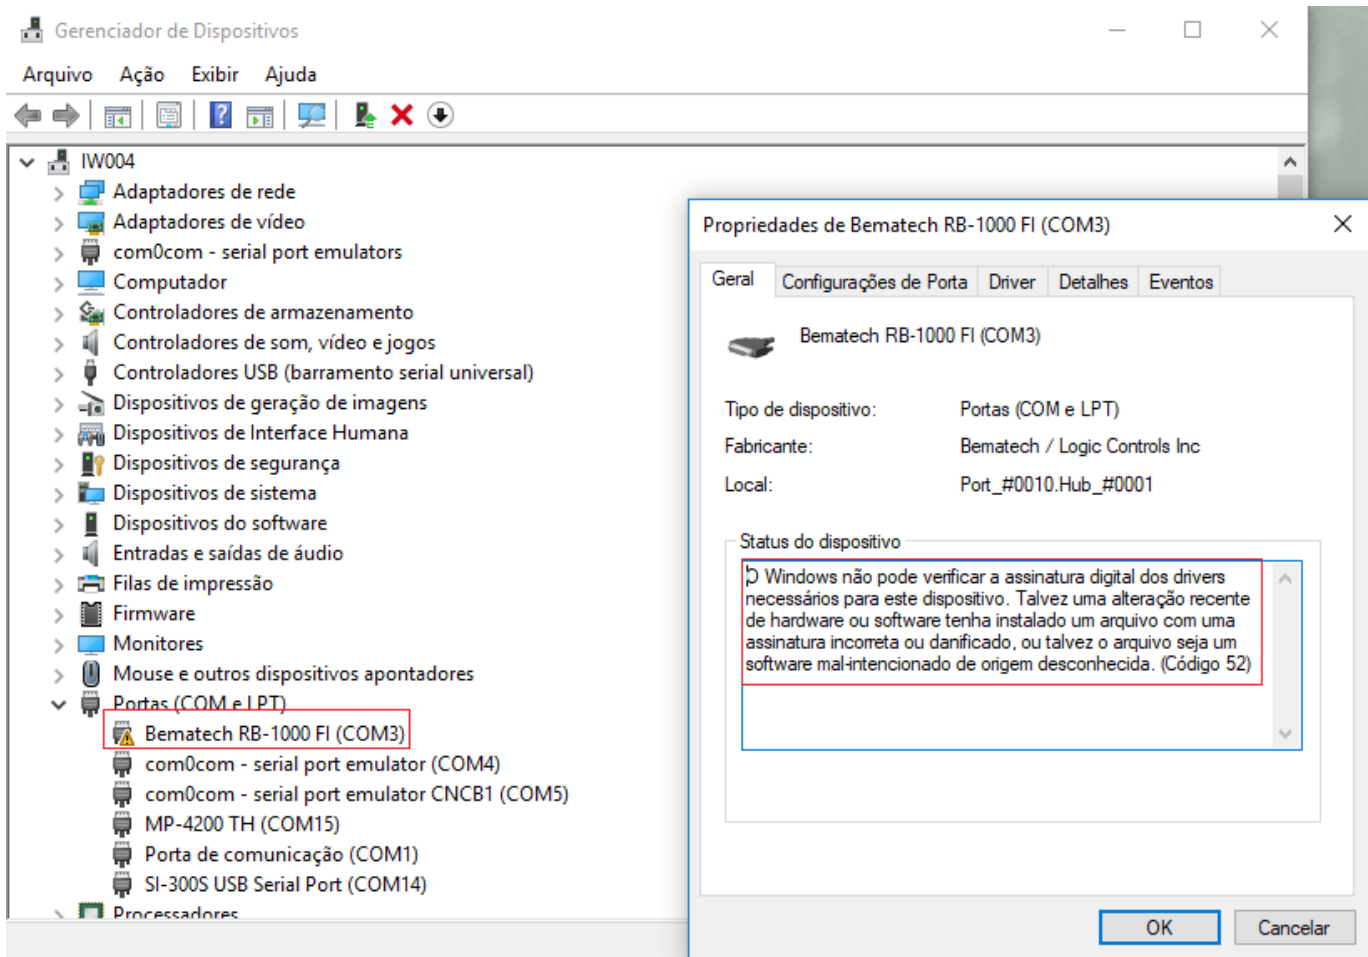 Gerenciador de Dispositivos
Arquivo Ação Exibir Ajuda
IW004
Adaptadores de rede
Adaptadores de vídeo
com0com - serial port emulators
Computador
Controladores de armazenamento
Controladores de som, vídeo e jogos
Controladores USB (barramento serial universal)
Dispositivos de geração de imagens
Dispositivos de Interface Humana
Dispositivos de segurança
Dispositivos de sistema
Dispositivos do software
Entradas e saídas de áudio
Filas de impressão
Firmware
Monitores
Mouse e outros dispositivos apontadores
Portas (COM e LPT)
Bematech RB-1000 FI (COM3)
com0com - serial port emulator (COM4)
com0com - serial port emulator CNCB1 (COM5)
MP-4200 TH (COM15)
Porta de comunicação (COM1)
SI-300S USB Serial Port (COM14)
Processadores
Propriedades de Bematech RB-1000 FI (COM3)
Geral Configurações de Porta Driver Detalhes Eventos
Bematech RB-1000 FI (COM3)
Tipo de dispositivo: Portas (COM e LPT)
Fabricante: Bematech / Logic Controls Inc
Local: Port_#0010.Hub_#0001
Status do dispositivo
O Windows não pode verificar a assinatura digital dos drivers
necessários para este dispositivo. Talvez uma alteração recente
de hardware ou software tenha instalado um arquivo com uma
assinatura incorreta ou danificado, ou talvez o arquivo seja um
software mal-intencionado de origem desconhecida. (Código 52)
OK Cancelar